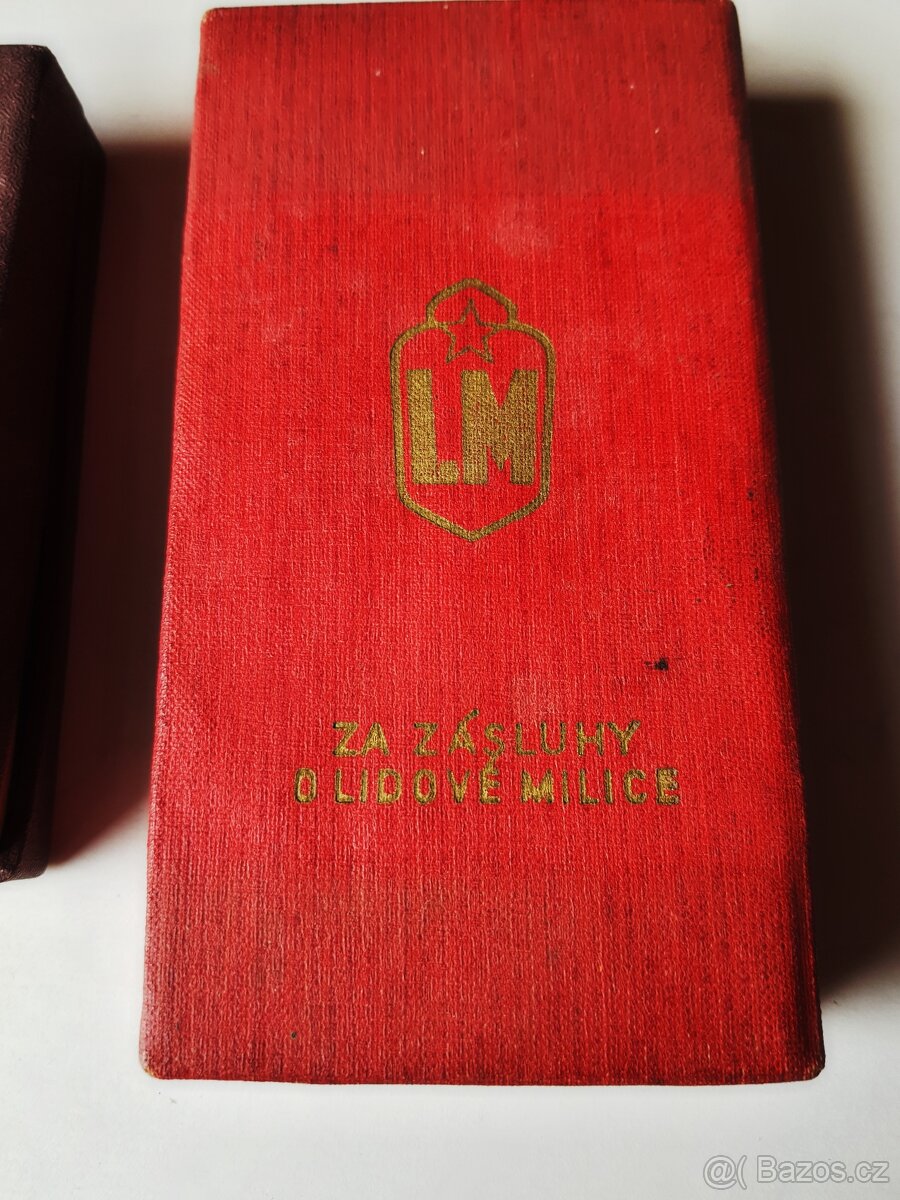 LM
ZA ZÁSLUHY
O LIDOVÉ MILICE
@( Bazos.cz